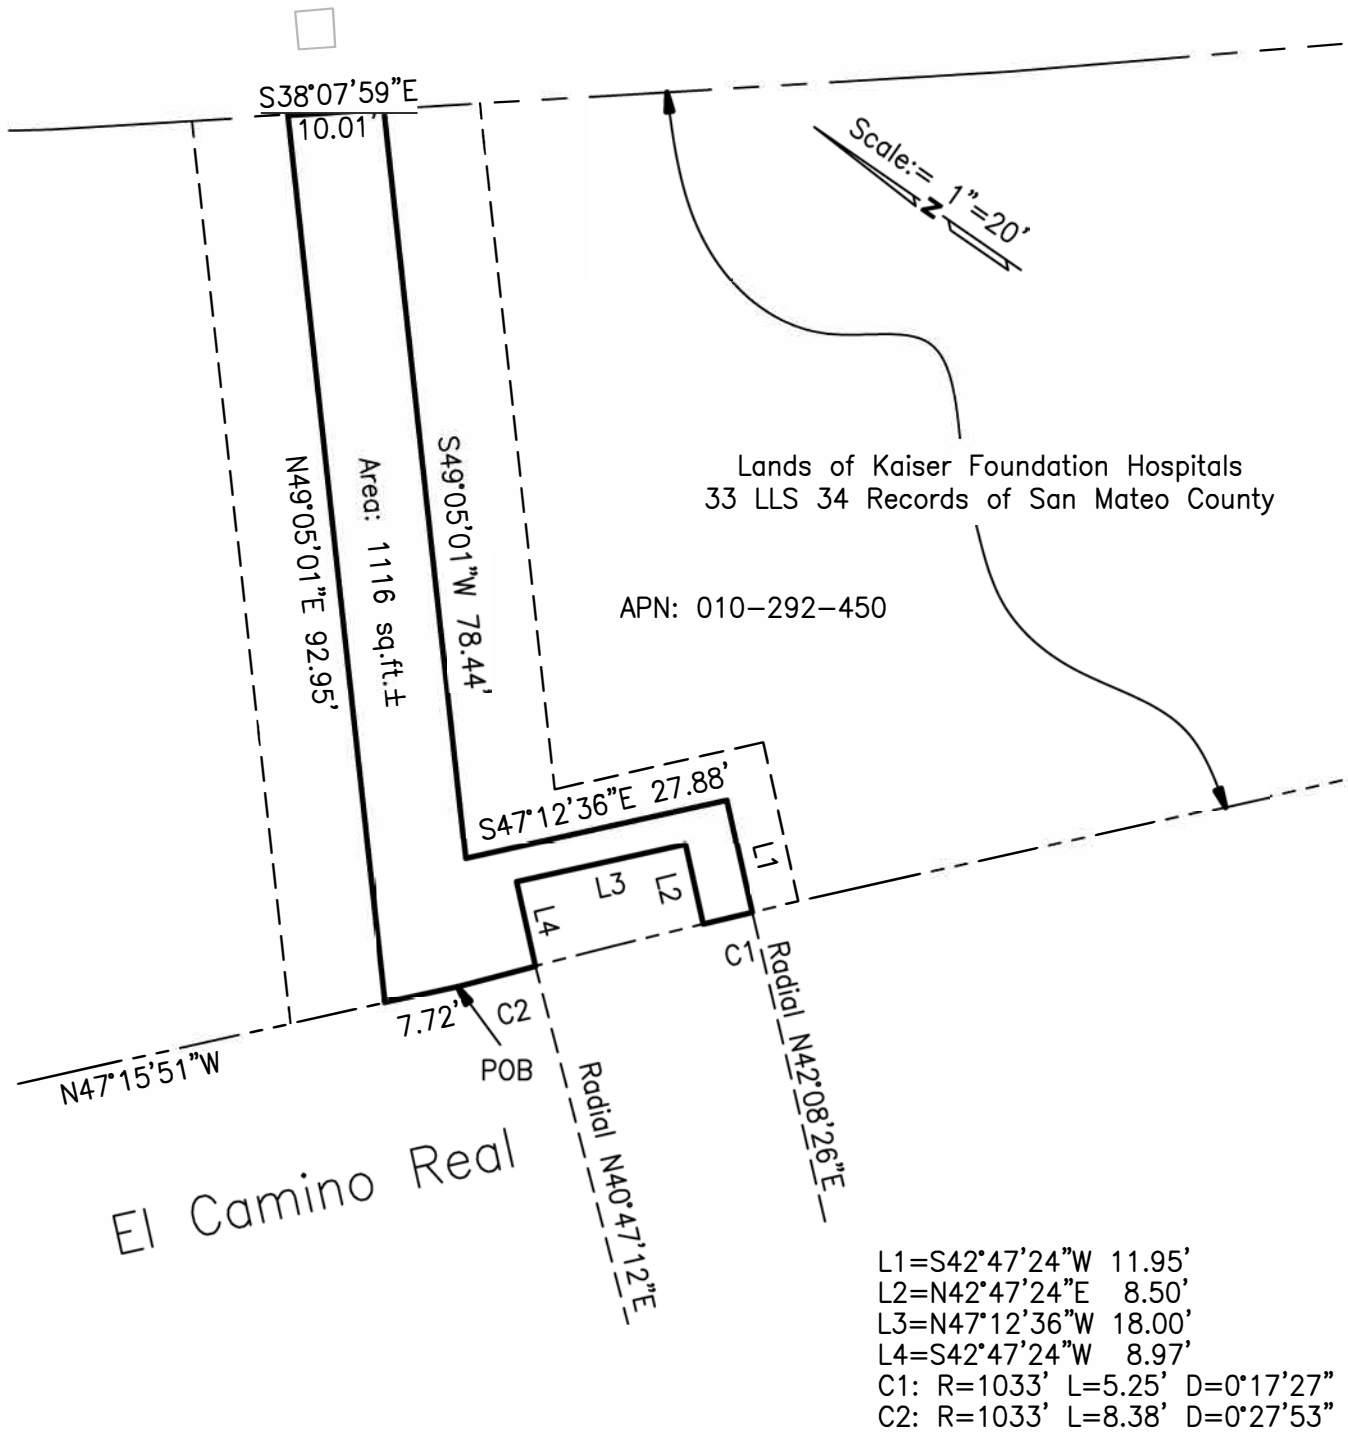 S38°07'59"E
10.01'
Scale:= 1"=20'
N
N49°05'01"E 92.95'
Area: 1116 sq.ft.±
S49°05'01"W 78.44'
Lands of Kaiser Foundation Hospitals
33 LLS 34 Records of San Mateo County
APN: 010-292-450
S47°12'36"E 27.88'
L1
L2
L3
L4
C1
C2
7.72'
POB
N47°15'51"W
Radial N42°08'26"E
Radial N40°47'12"E
El Camino Real
L1=S42°47'24"W 11.95'
L2=N42°47'24"E 8.50'
L3=N47°12'36"W 18.00'
L4=S42°47'24"W 8.97'
C1: R=1033' L=5.25' D=0°17'27"
C2: R=1033' L=8.38' D=0°27'53"